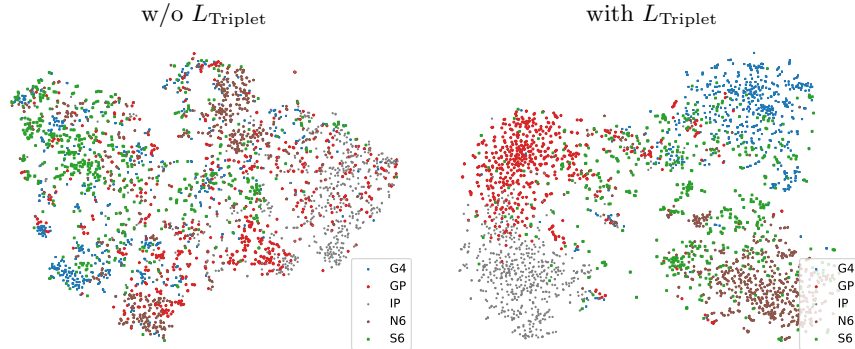 w/o L_Triplet
with L_Triplet
G4
GP
IP
N6
S6
G4
GP
IP
N6
S6